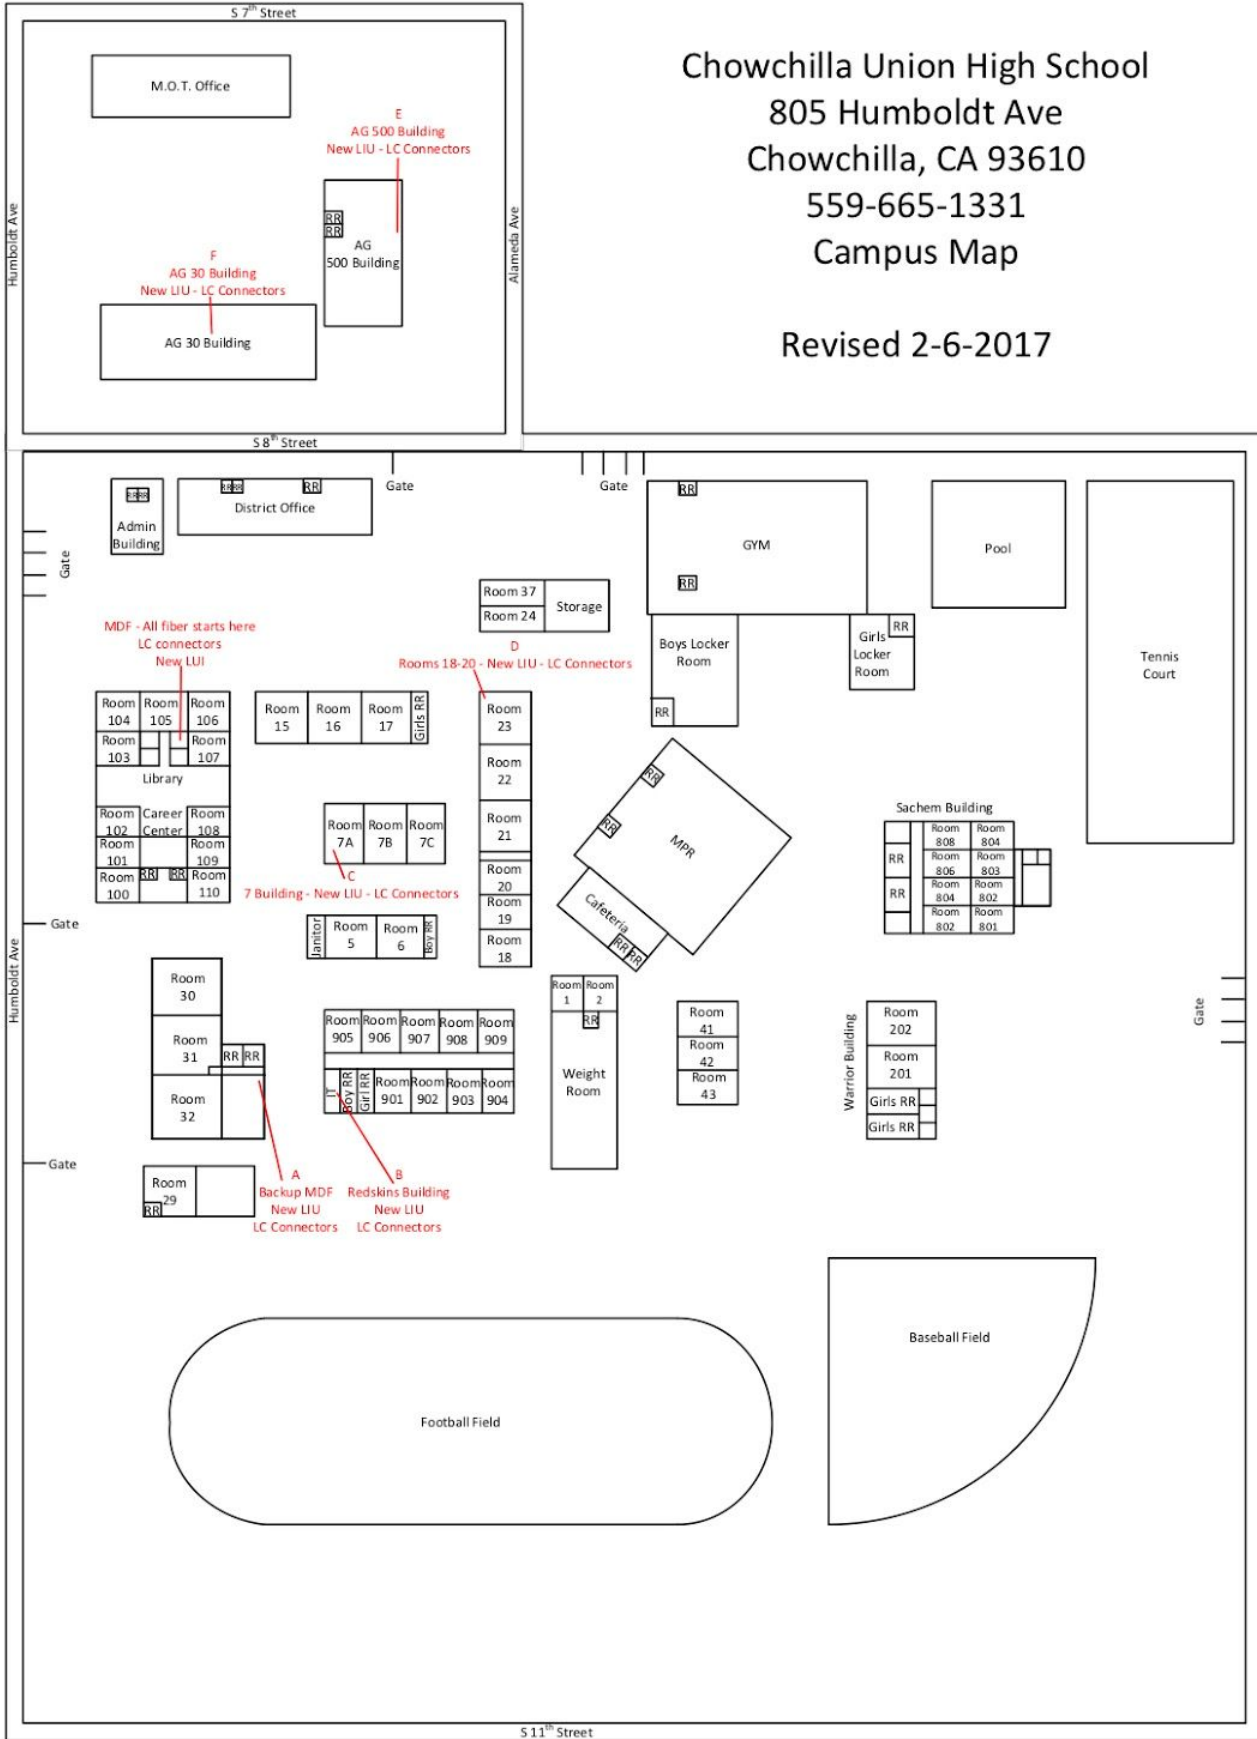 S 7th Street
Chowchilla Union High School
805 Humboldt Ave
Chowchilla, CA 93610
559-665-1331
Campus Map
Revised 2-6-2017
M.O.T. Office
E
AG 500 Building
New LIU - LC Connectors
RR
RR
AG
500 Building
Humboldt Ave
Alameda Ave
F
AG 30 Building
New LIU - LC Connectors
AG 30 Building
S 8th Street
Gate
Gate
RR RR
Admin
Building
RR RR
RR
District Office
Gate
RR
GYM
RR
Pool
Tennis
Court
Room 37
Room 24
Storage
Boys Locker
Room
RR
Girls
Locker
Room
RR
MDF - All fiber starts here
LC connectors
New LUI
D
Rooms 18-20 - New LIU - LC Connectors
Room
104
Room
105
Room
106
Room
103
Room
107
Library
Room
102
Career
Center
Room
108
Room
101
Room
109
Room
100
RR
RR
Room
110
Room
15
Room
16
Room
17
Girls RR
Room
23
Room
22
Room
21
Room
20
Room
19
Room
18
Room
7A
Room
7B
Room
7C
C
7 Building - New LIU - LC Connectors
Janitor
Room
5
Room
6
Boy RR
RR
RR
MPR
Cafeteria
RR
RR
Sachem Building
RR
RR
Room
808
Room
804
Room
806
Room
803
Room
804
Room
802
Room
802
Room
801
Gate
Humboldt Ave
Room
30
Room
31
RR RR
Room
32
Room
905
Room
906
Room
907
Room
908
Room
909
IT
Boy RR
Girl RR
Room
901
Room
902
Room
903
Room
904
Room
1
Room
2
RR
Weight
Room
Room
41
Room
42
Room
43
Warrior Building
Room
202
Room
201
Girls RR
Girls RR
Gate
Gate
Room
29
RR
A
Backup MDF
New LIU
LC Connectors
B
Redskins Building
New LIU
LC Connectors
Baseball Field
Football Field
S 11th Street